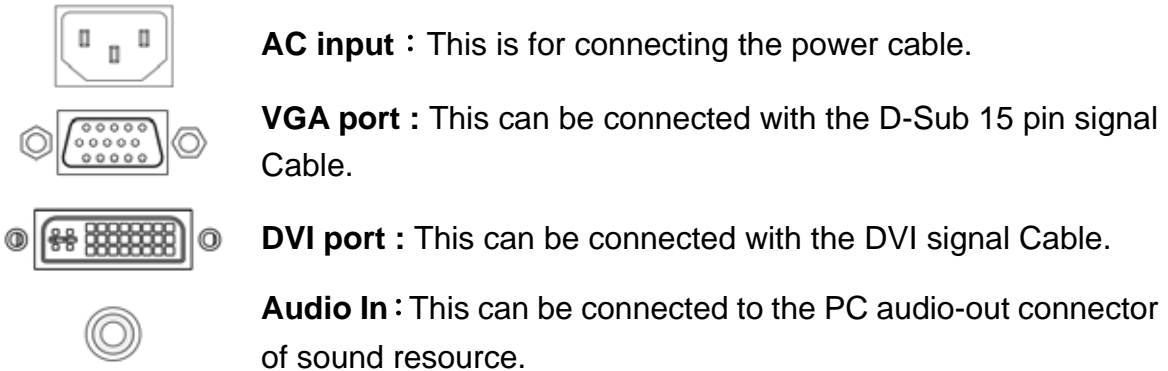 AC input：This is for connecting the power cable.
VGA port : This can be connected with the D-Sub 15 pin signal
Cable.
DVI port : This can be connected with the DVI signal Cable.
Audio In：This can be connected to the PC audio-out connector
of sound resource.